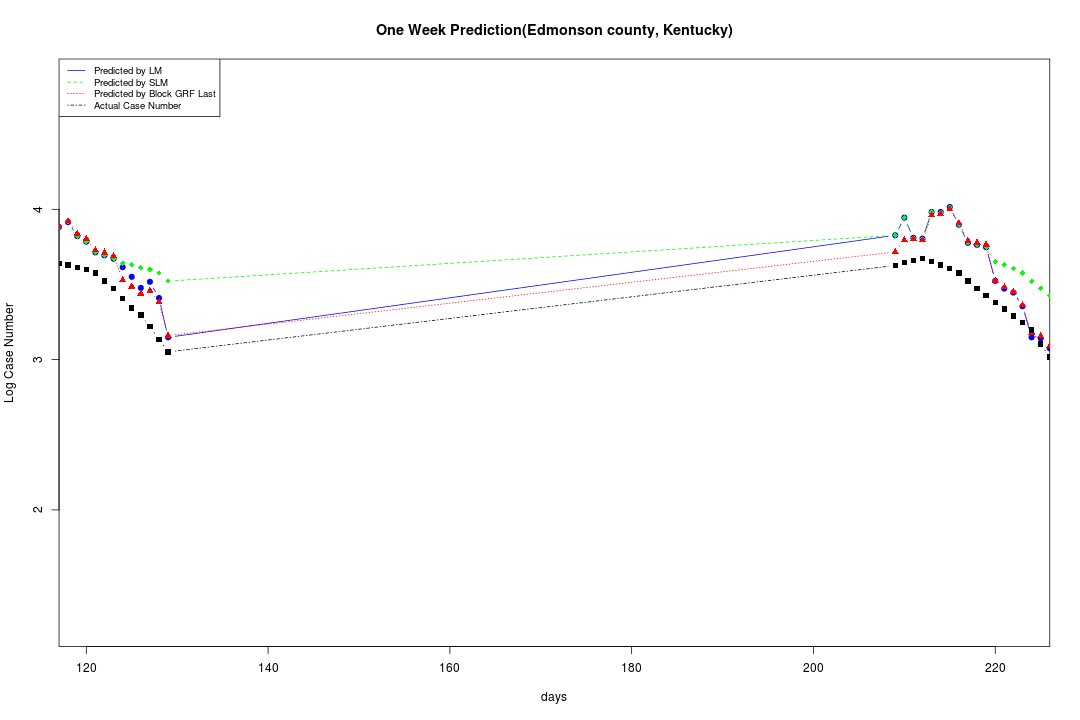 One Week Prediction(Edmonson county, Kentucky)
Predicted by LM
Predicted by SLM
Predicted by Block GRF Last
Actual Case Number
4
3
2
Log Case Number
120 140 160 180 200 220
days